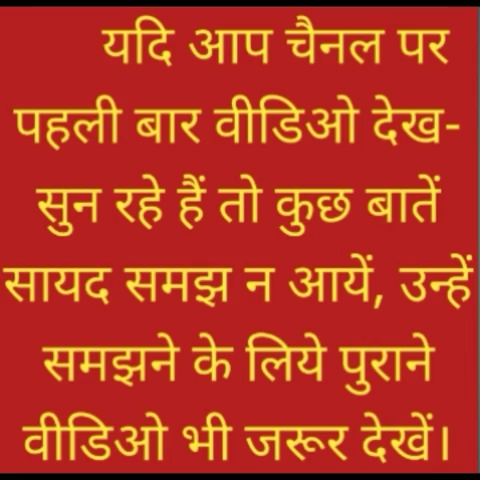 यदि आप चैनल पर
पहली बार वीडिओ देख-
सुन रहे हैं तो कुछ बातें
सायद समझ न आयें, उन्हें
समझने के लिये पुराने
वीडिओ भी जरूर देखें।